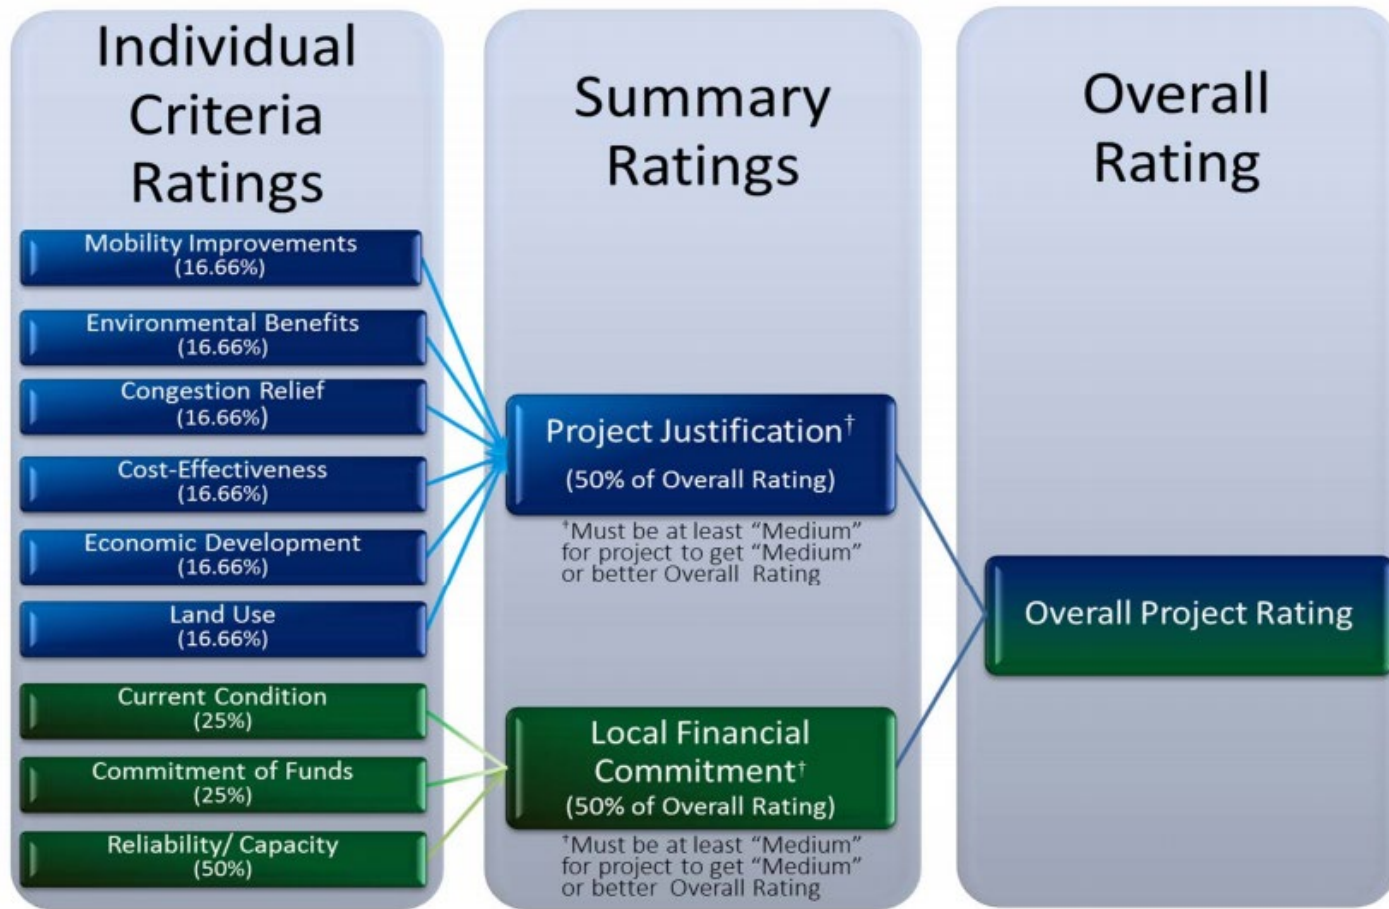 Individual
Criteria
Ratings
Mobility Improvements
(16.66%)
Environmental Benefits
(16.66%)
Congestion Relief
(16.66%)
Cost-Effectiveness
(16.66%)
Economic Development
(16.66%)
Land Use
(16.66%)
Current Condition
(25%)
Commitment of Funds
(25%)
Reliability/ Capacity
(50%)
Summary
Ratings
Project Justification†
(50% of Overall Rating)
†Must be at least “Medium”
for project to get “Medium”
or better Overall Rating
Local Financial
Commitment†
(50% of Overall Rating)
†Must be at least “Medium”
for project to get “Medium”
or better Overall Rating
Overall
Rating
Overall Project Rating